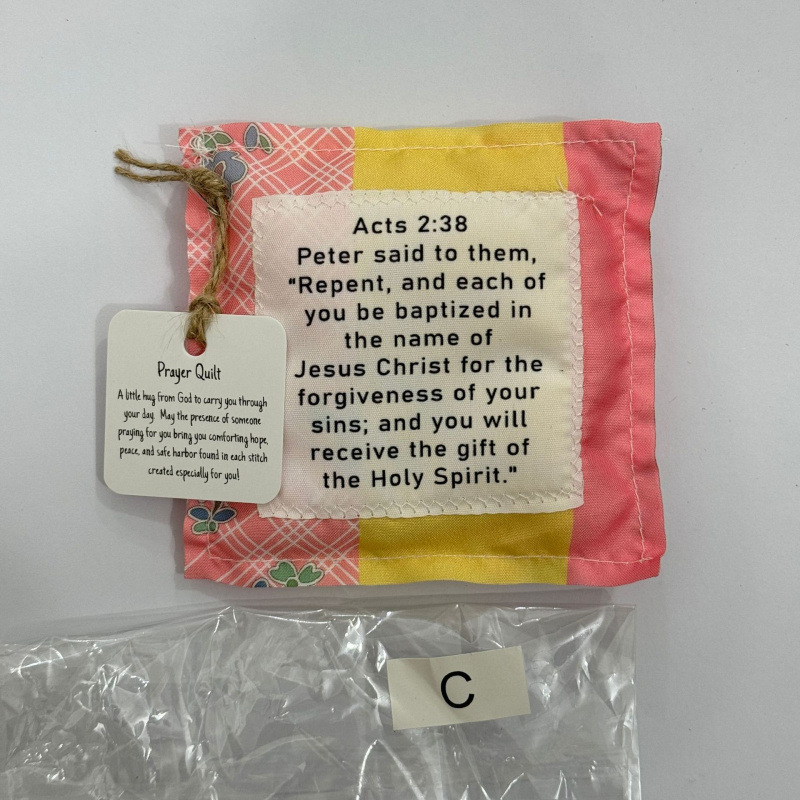 Acts 2:38
Peter said to them,
"Repent, and each of
you be baptized in
the name of
Jesus Christ for the
forgiveness of your
sins; and you will
receive the gift of
the Holy Spirit."
Prayer Quilt
A little hug from God to carry you through
your day. May the presence of someone
praying for you bring you comforting hope,
peace, and safe harbor found in each stitch
created especially for you!
C